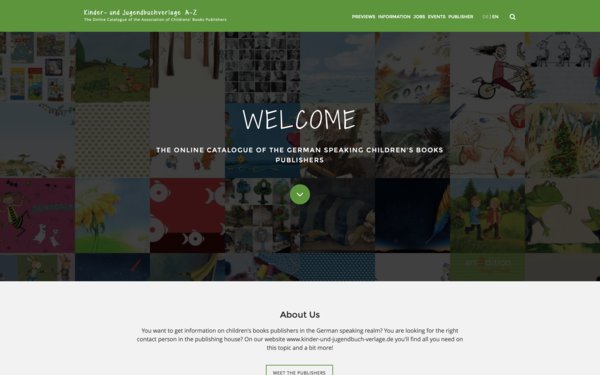 Kinder- und Jugendbuchverlage A-Z
The Online Catalogue of the Association of Childrens' Books Publishers
PREVIEWS INFORMATION JOBS EVENTS PUBLISHER DE | EN
WELCOME
THE ONLINE CATALOGUE OF THE GERMAN SPEAKING CHILDREN'S BOOKS
PUBLISHERS
About Us
You want to get information on children's books publishers in the German speaking realm? You are looking for the right
contact person in the publishing house? On our website www.kinder-und-jugendbuch-verlage.de you'll find all you need on
this topic and a bit more!
MEET THE PUBLISHERS